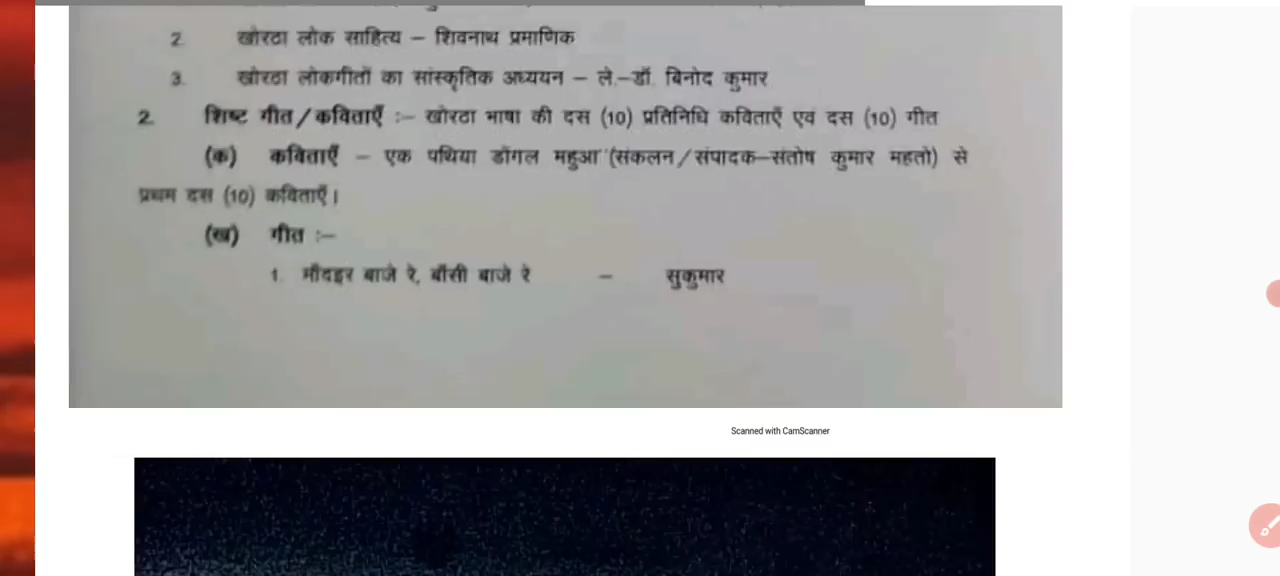 2. खोरठा लोक साहित्य – शिवनाथ प्रमाणिक
3. खोरठा लोकगीतों का सांस्कृतिक अध्ययन – ले.–डॉ. बिनोद कुमार
2. शिष्ट गीत/कविताएँ :– खोरठा भाषा की दस (10) प्रतिनिधि कविताएँ एवं दस (10) गीत
(क) कविताएँ – एक पथिया डोंगल महुआ (संकलन/संपादक–संतोष कुमार महतो) से
प्रथम दस (10) कविताएँ।
(ख) गीत :–
1. माँदइर बाजे रे, बाँसी बाजे रे – सुकुमार
Scanned with CamScanner